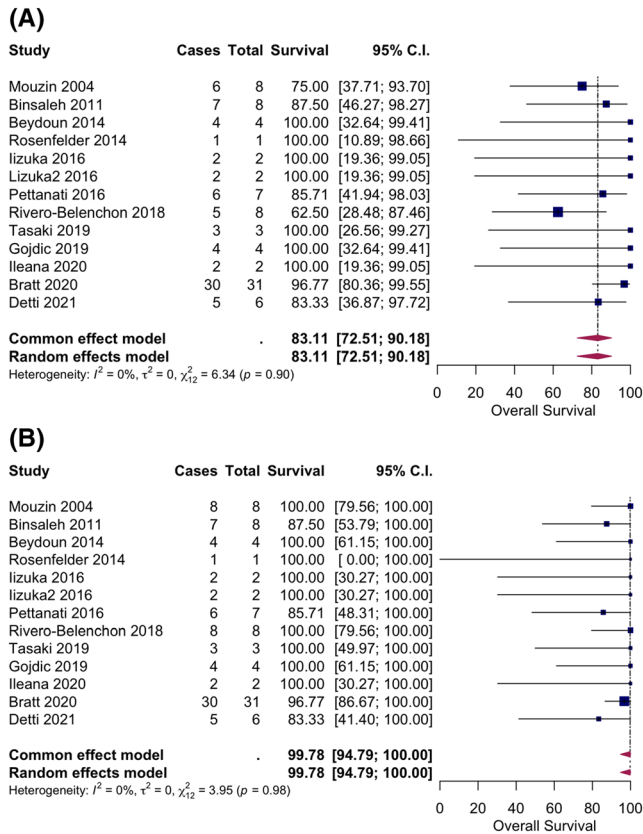 (A)
Study Cases Total Survival 95% C.I.
Mouzin 2004 6 8 75.00 [37.71; 93.70]
Binsaleh 2011 7 8 87.50 [46.27; 98.27]
Beydoun 2014 4 4 100.00 [32.64; 99.41]
Rosenfelder 2014 1 1 100.00 [10.89; 98.66]
Iizuka 2016 2 2 100.00 [19.36; 99.05]
Lizuka2 2016 2 2 100.00 [19.36; 99.05]
Pettanati 2016 6 7 85.71 [41.94; 98.03]
Rivero-Belenchon 2018 5 8 62.50 [28.48; 87.46]
Tasaki 2019 3 3 100.00 [26.56; 99.27]
Gojdic 2019 4 4 100.00 [32.64; 99.41]
Ileana 2020 2 2 100.00 [19.36; 99.05]
Bratt 2020 30 31 96.77 [80.36; 99.55]
Detti 2021 5 6 83.33 [36.87; 97.72]
Common effect model . 83.11 [72.51; 90.18]
Random effects model 83.11 [72.51; 90.18]
Heterogeneity: I² = 0%, τ² = 0, χ²₁₂ = 6.34 (p = 0.90)
0 20 40 60 80 100
Overall Survival
(B)
Study Cases Total Survival 95% C.I.
Mouzin 2004 8 8 100.00 [79.56; 100.00]
Binsaleh 2011 7 8 87.50 [53.79; 100.00]
Beydoun 2014 4 4 100.00 [61.15; 100.00]
Rosenfelder 2014 1 1 100.00 [ 0.00; 100.00]
Iizuka 2016 2 2 100.00 [30.27; 100.00]
Iizuka2 2016 2 2 100.00 [30.27; 100.00]
Pettanati 2016 6 7 85.71 [48.31; 100.00]
Rivero-Belenchon 2018 8 8 100.00 [79.56; 100.00]
Tasaki 2019 3 3 100.00 [49.97; 100.00]
Gojdic 2019 4 4 100.00 [61.15; 100.00]
Ileana 2020 2 2 100.00 [30.27; 100.00]
Bratt 2020 30 31 96.77 [86.67; 100.00]
Detti 2021 5 6 83.33 [41.40; 100.00]
Common effect model . 99.78 [94.79; 100.00]
Random effects model 99.78 [94.79; 100.00]
Heterogeneity: I² = 0%, τ² = 0, χ²₁₂ = 3.95 (p = 0.98)
0 20 40 60 80 100
Overall Survival